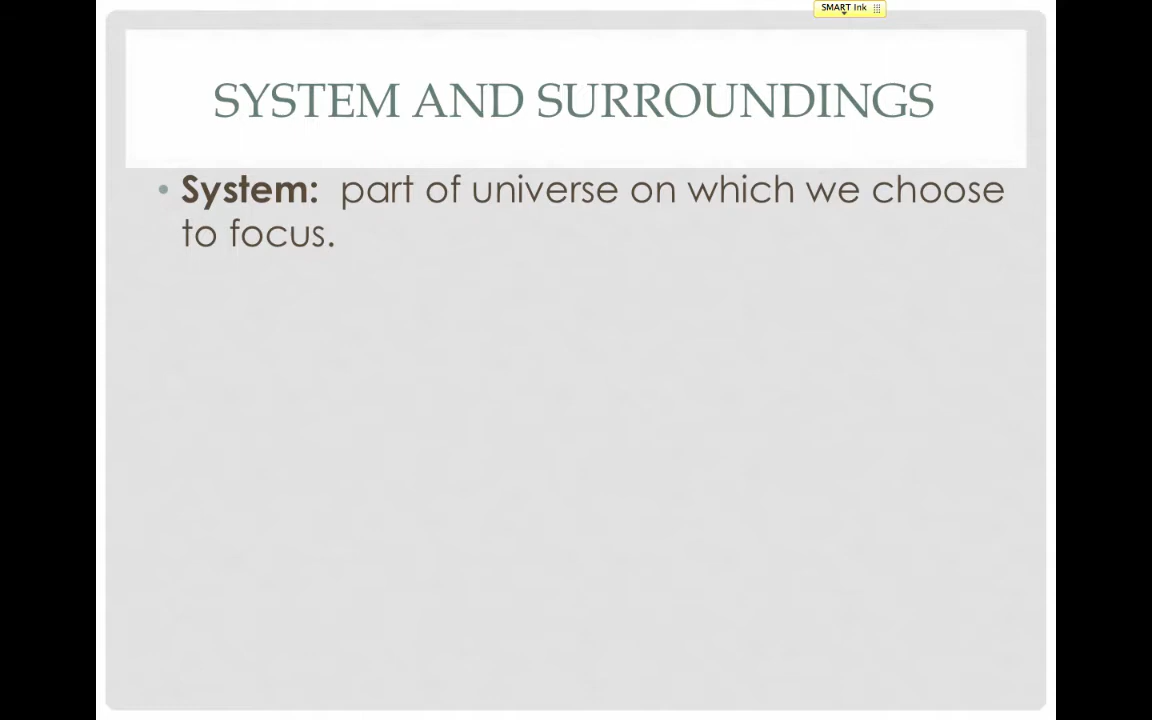 SMART Ink
SYSTEM AND SURROUNDINGS
• System: part of universe on which we choose
to focus.